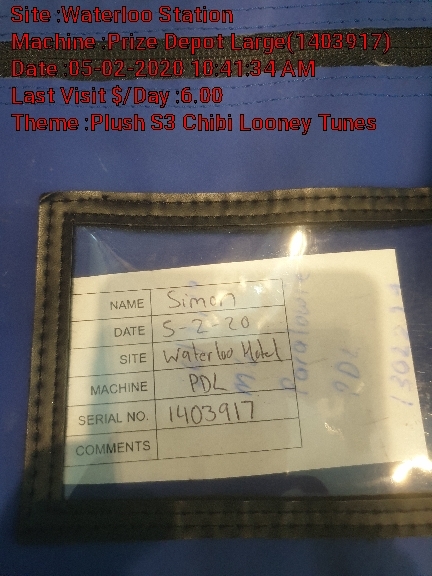 Site :Waterloo Station
Machine :Prize Depot Large(1403917)
Date :05-02-2020 10:41:34 AM
Last Visit $/Day :6.00
Theme :Plush S3 Chibi Looney Tunes
NAME Simon
DATE 5-2-20
SITE Waterloo Hotel
MACHINE PDL
SERIAL NO. 1403917
COMMENTS
PDL